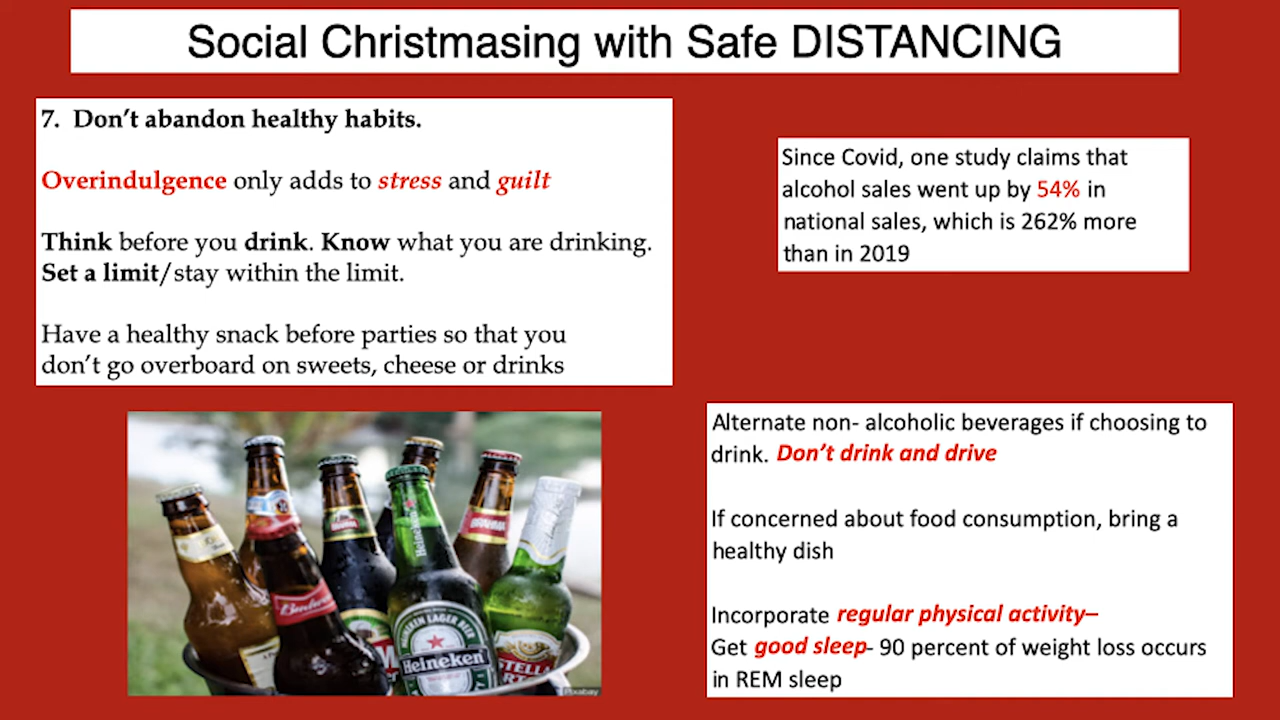 Social Christmasing with Safe DISTANCING
7. Don't abandon healthy habits.
Overindulgence only adds to stress and guilt
Think before you drink. Know what you are drinking.
Set a limit/stay within the limit.
Have a healthy snack before parties so that you
don't go overboard on sweets, cheese or drinks
Since Covid, one study claims that
alcohol sales went up by 54% in
national sales, which is 262% more
than in 2019
Alternate non- alcoholic beverages if choosing to
drink. Don't drink and drive
If concerned about food consumption, bring a
healthy dish
Incorporate regular physical activity–
Get good sleep- 90 percent of weight loss occurs
in REM sleep
BRAHMA
Heineken
Budweiser
HEINEKEN LAGER BEER
Heineken
STELLA
Pixabay